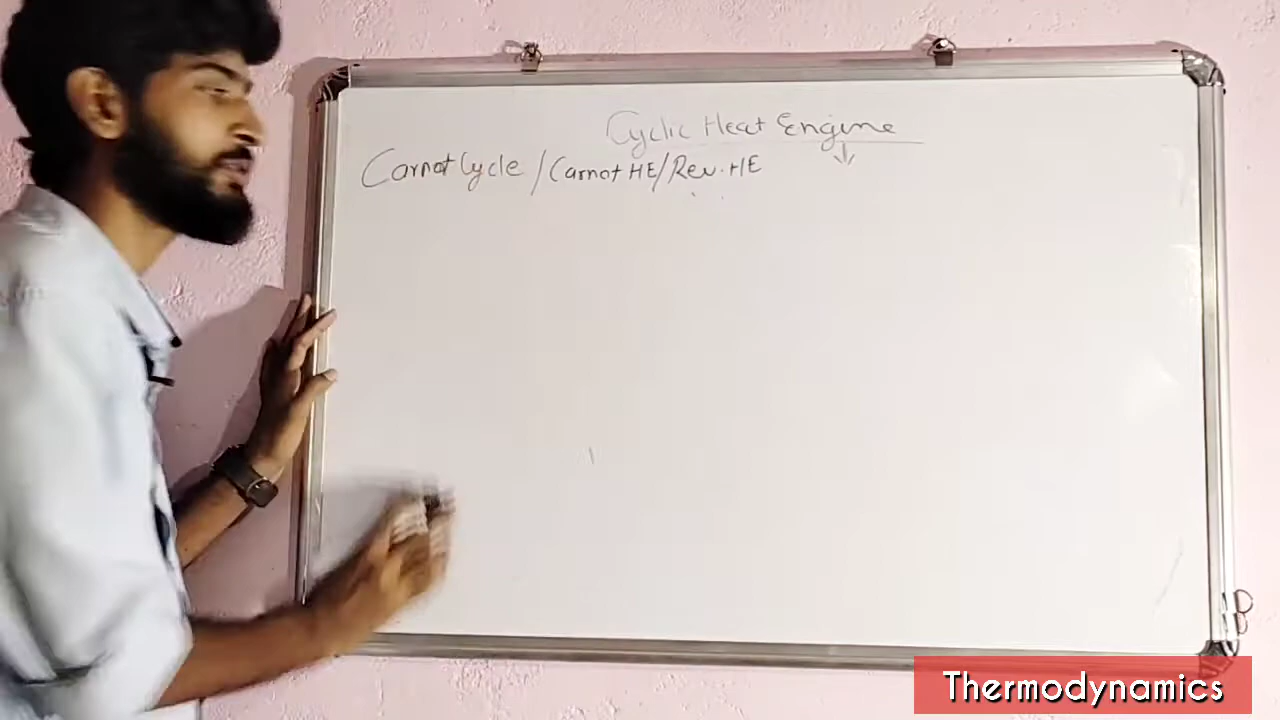 Cyclic Heat Engine
Carnot Cycle / Carnot HE / Rev. HE
Thermodynamics